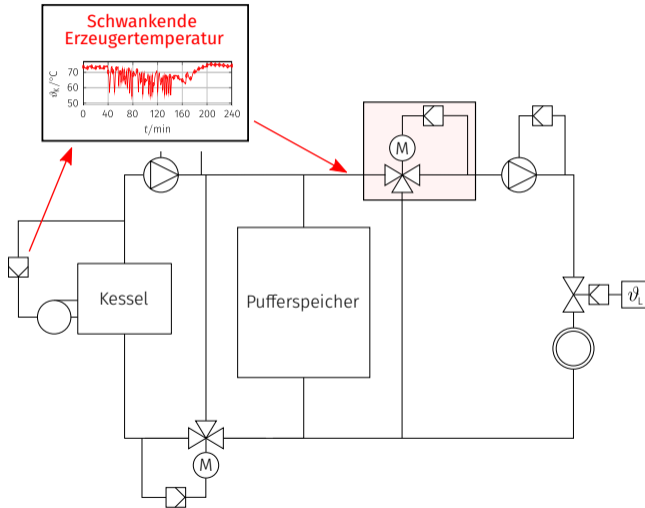 Schwankende
Erzeugertemperatur
ϑK/°C
70
60
50
0 40 80 120 160 200 240
t/min
M
Kessel
Pufferspeicher
ϑL
M